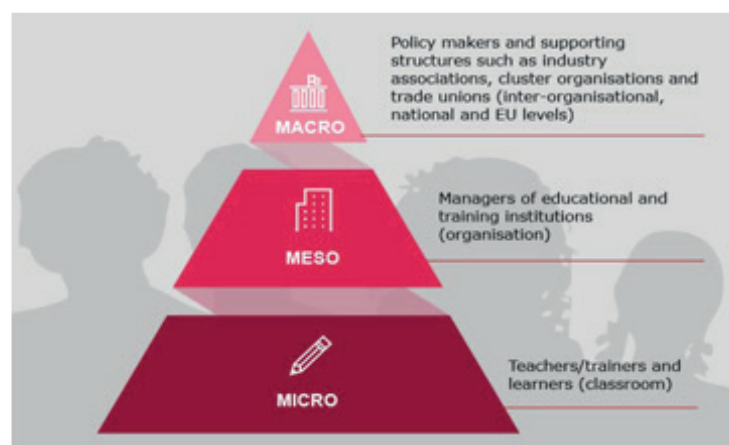 Policy makers and supporting
structures such as industry
associations, cluster organisations and
trade unions (inter-organisational,
national and EU levels)
MACRO
Managers of educational and
training institutions
(organisation)
MESO
Teachers/trainers and
learners (classroom)
MICRO